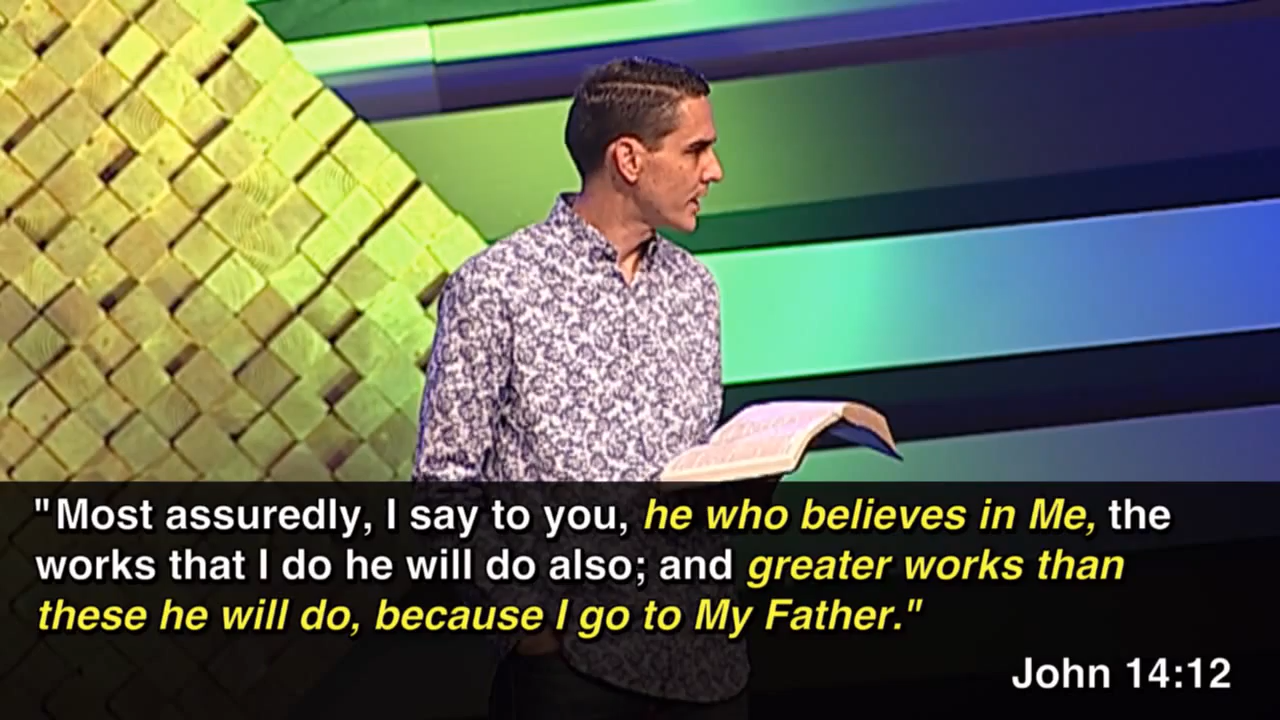 "Most assuredly, I say to you, he who believes in Me, the
works that I do he will do also; and greater works than
these he will do, because I go to My Father."
John 14:12